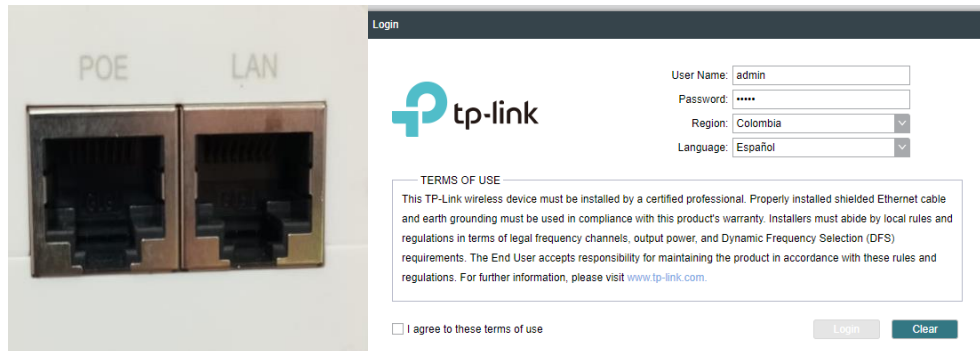 POE LAN
Login
tp-link
User Name: admin
Password: •••••
Region: Colombia
Language: Español
TERMS OF USE
This TP-Link wireless device must be installed by a certified professional. Properly installed shielded Ethernet cable
and earth grounding must be used in compliance with this product's warranty. Installers must abide by local rules and
regulations in terms of legal frequency channels, output power, and Dynamic Frequency Selection (DFS)
requirements. The End User accepts responsibility for maintaining the product in accordance with these rules and
regulations. For further information, please visit www.tp-link.com.
I agree to these terms of use
Login Clear